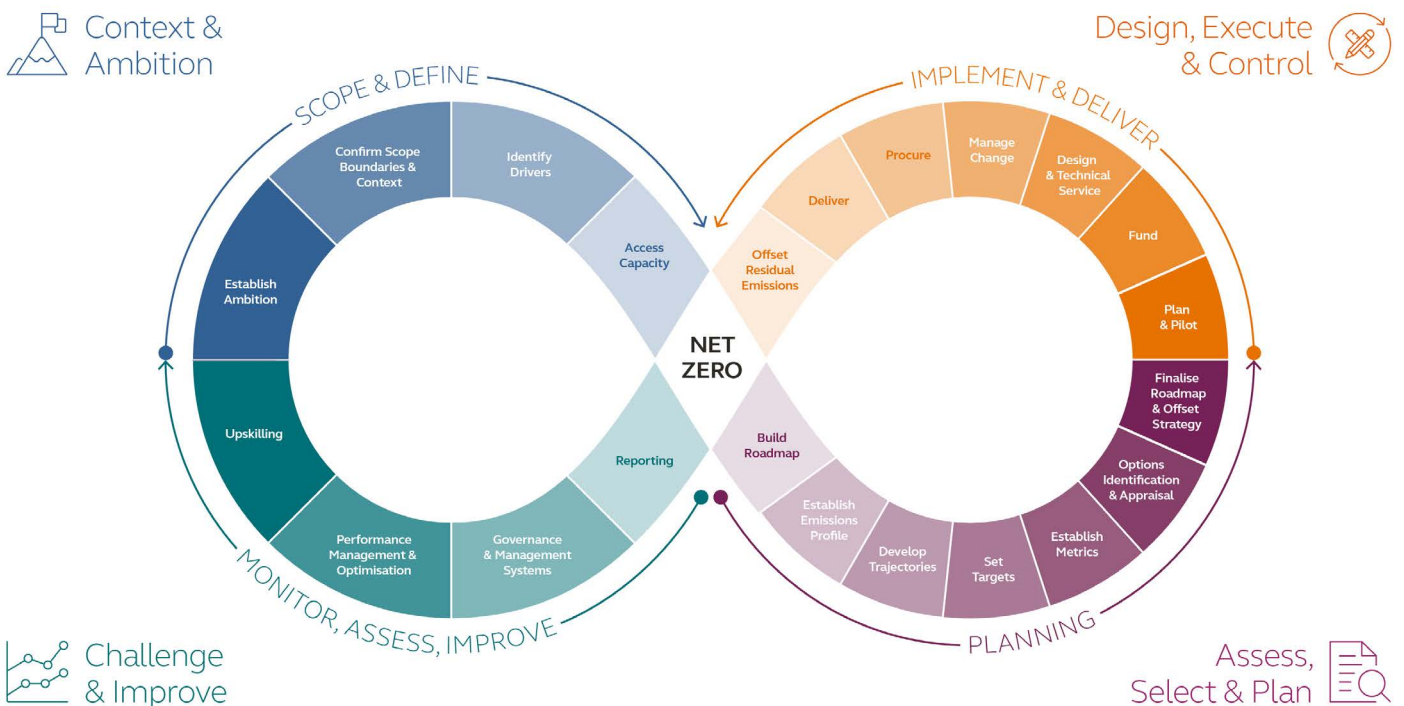 Context &
Ambition
Design, Execute
& Control
SCOPE & DEFINE
IMPLEMENT & DELIVER
Confirm Scope
Boundaries &
Context
Identify
Drivers
Access
Capacity
Establish
Ambition
Offset
Residual
Emissions
Deliver
Procure
Manage
Change
Design
& Technical
Service
Fund
Plan
& Pilot
NET
ZERO
Upskilling
Performance
Management &
Optimisation
Governance
& Management
Systems
Reporting
Build
Roadmap
Establish
Emissions
Profile
Develop
Trajectories
Set
Targets
Establish
Metrics
Options
Identification
& Appraisal
Finalise
Roadmap
& Offset
Strategy
MONITOR, ASSESS, IMPROVE
PLANNING
Challenge
& Improve
Assess,
Select & Plan